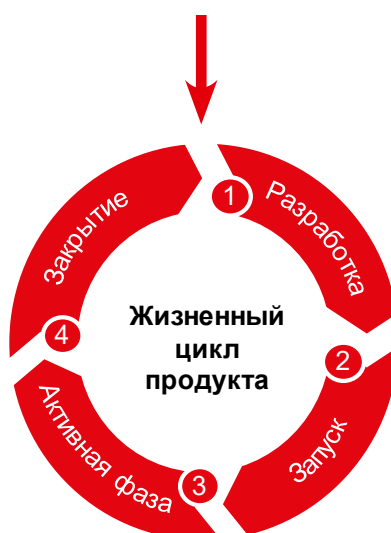 1
Разработка
2
Запуск
3
Активная фаза
4
Закрытие
Жизненный
цикл
продукта